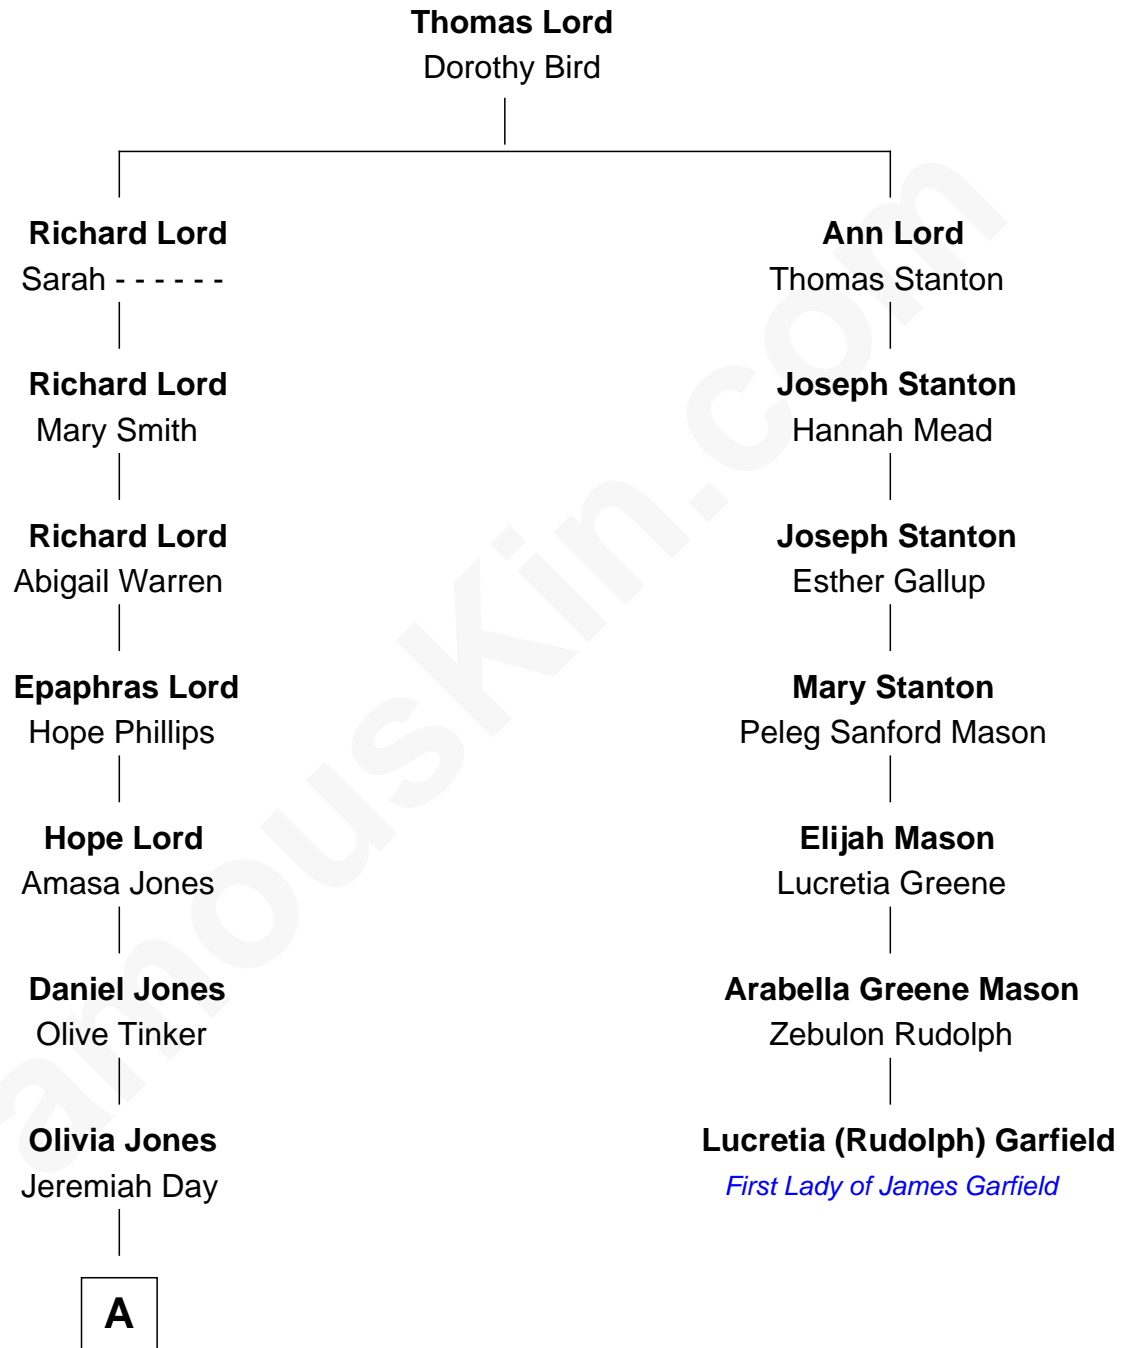 Thomas Lord
Dorothy Bird
Richard Lord
Sarah - - - - - -
Richard Lord
Mary Smith
Richard Lord
Abigail Warren
Epaphras Lord
Hope Phillips
Hope Lord
Amasa Jones
Daniel Jones
Olive Tinker
Olivia Jones
Jeremiah Day
A
Ann Lord
Thomas Stanton
Joseph Stanton
Hannah Mead
Joseph Stanton
Esther Gallup
Mary Stanton
Peleg Sanford Mason
Elijah Mason
Lucretia Greene
Arabella Greene Mason
Zebulon Rudolph
Lucretia (Rudolph) Garfield
First Lady of James Garfield
amousKin.com